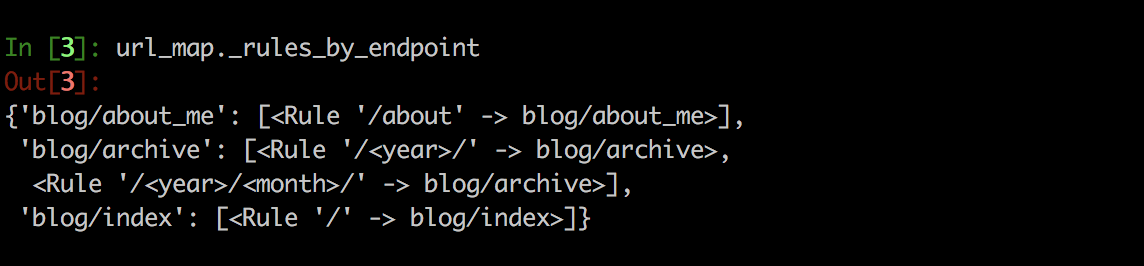 In [3]: url_map._rules_by_endpoint
Out[3]:
{'blog/about_me': [<Rule '/about' -> blog/about_me>],
 'blog/archive': [<Rule '/<year>/' -> blog/archive>,
  <Rule '/<year>/<month>/' -> blog/archive>],
 'blog/index': [<Rule '/' -> blog/index>]}